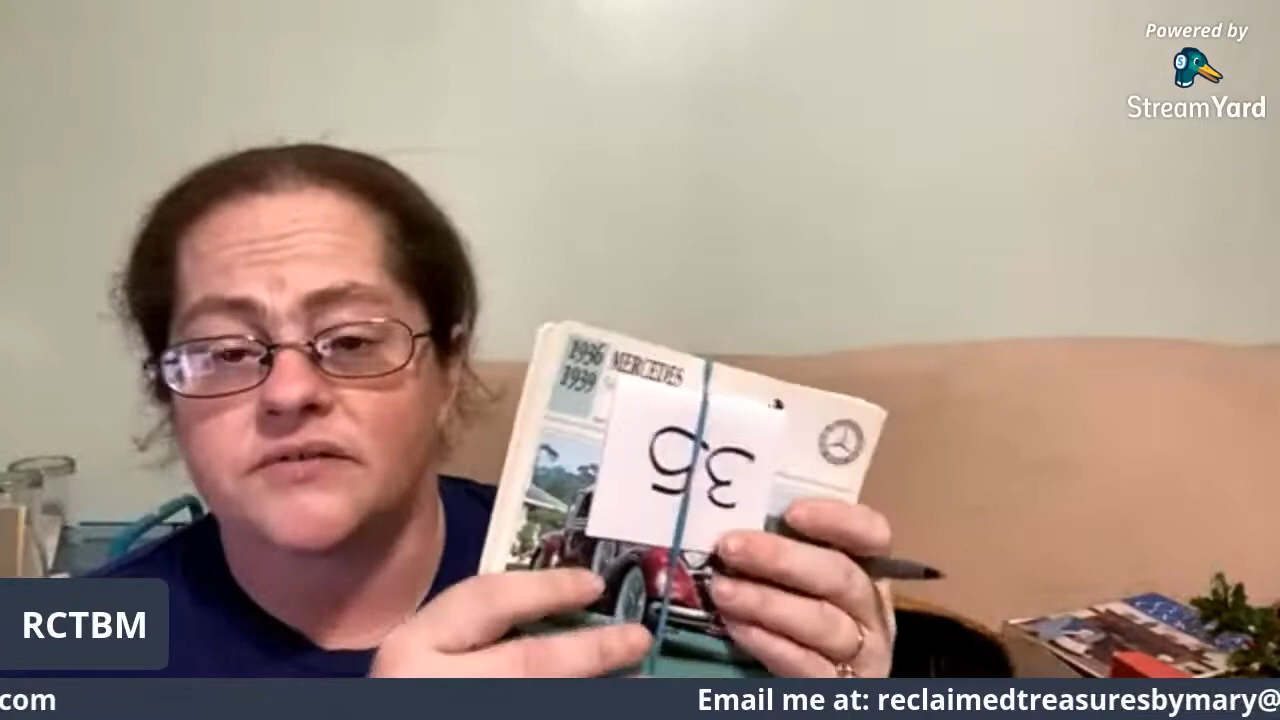 Powered by
StreamYard
1936 MERCEDES
1939
35
RCTBM
com
Email me at: reclaimedtreasuresbymary@